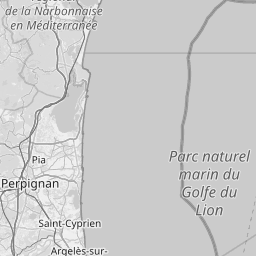 de la Narbonnaise
en Méditerranée
Pia
Parc naturel
marin du
Golfe du
Lion
Perpignan
Saint-Cyprien
Argelès-sur-